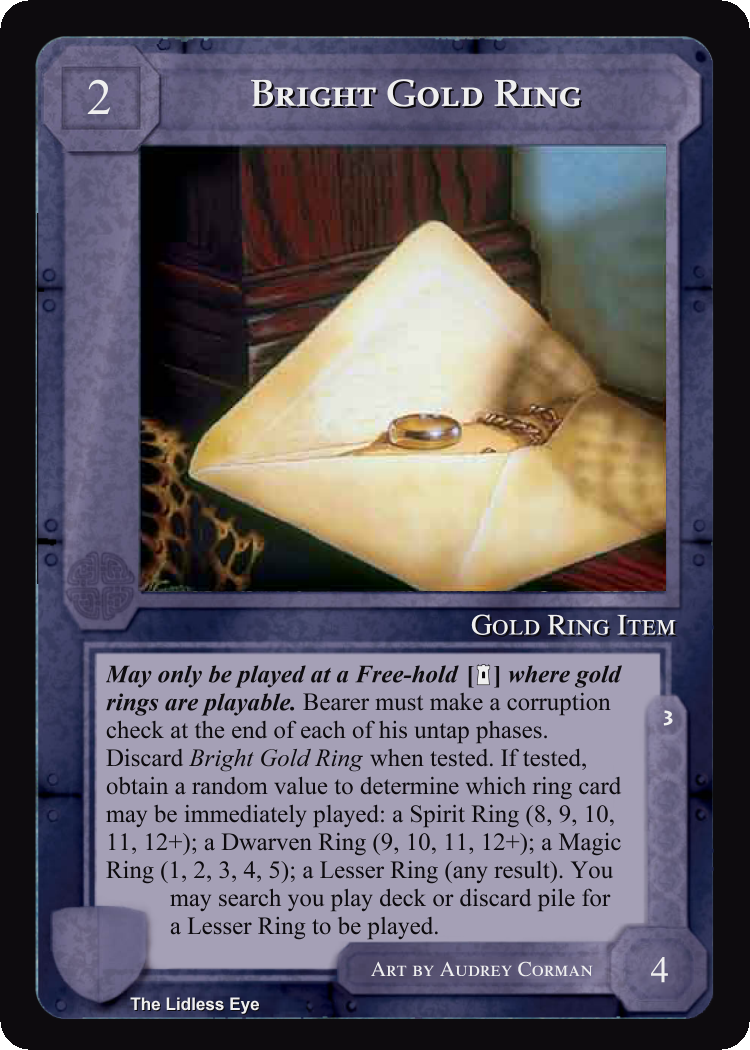 2
Bright Gold Ring
Gold Ring Item
May only be played at a Free-hold [] where gold
rings are playable. Bearer must make a corruption
check at the end of each of his untap phases.
Discard Bright Gold Ring when tested. If tested,
obtain a random value to determine which ring card
may be immediately played: a Spirit Ring (8, 9, 10,
11, 12+); a Dwarven Ring (9, 10, 11, 12+); a Magic
Ring (1, 2, 3, 4, 5); a Lesser Ring (any result). You
may search you play deck or discard pile for
a Lesser Ring to be played.
3
Art by Audrey Corman
4
The Lidless Eye